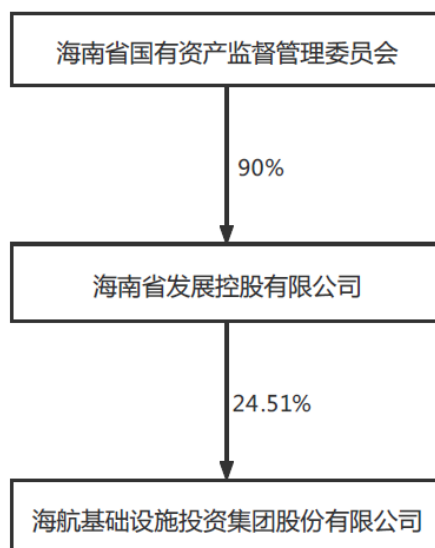 海南省国有资产监督管理委员会
90%
海南省发展控股有限公司
24.51%
海航基础设施投资集团股份有限公司